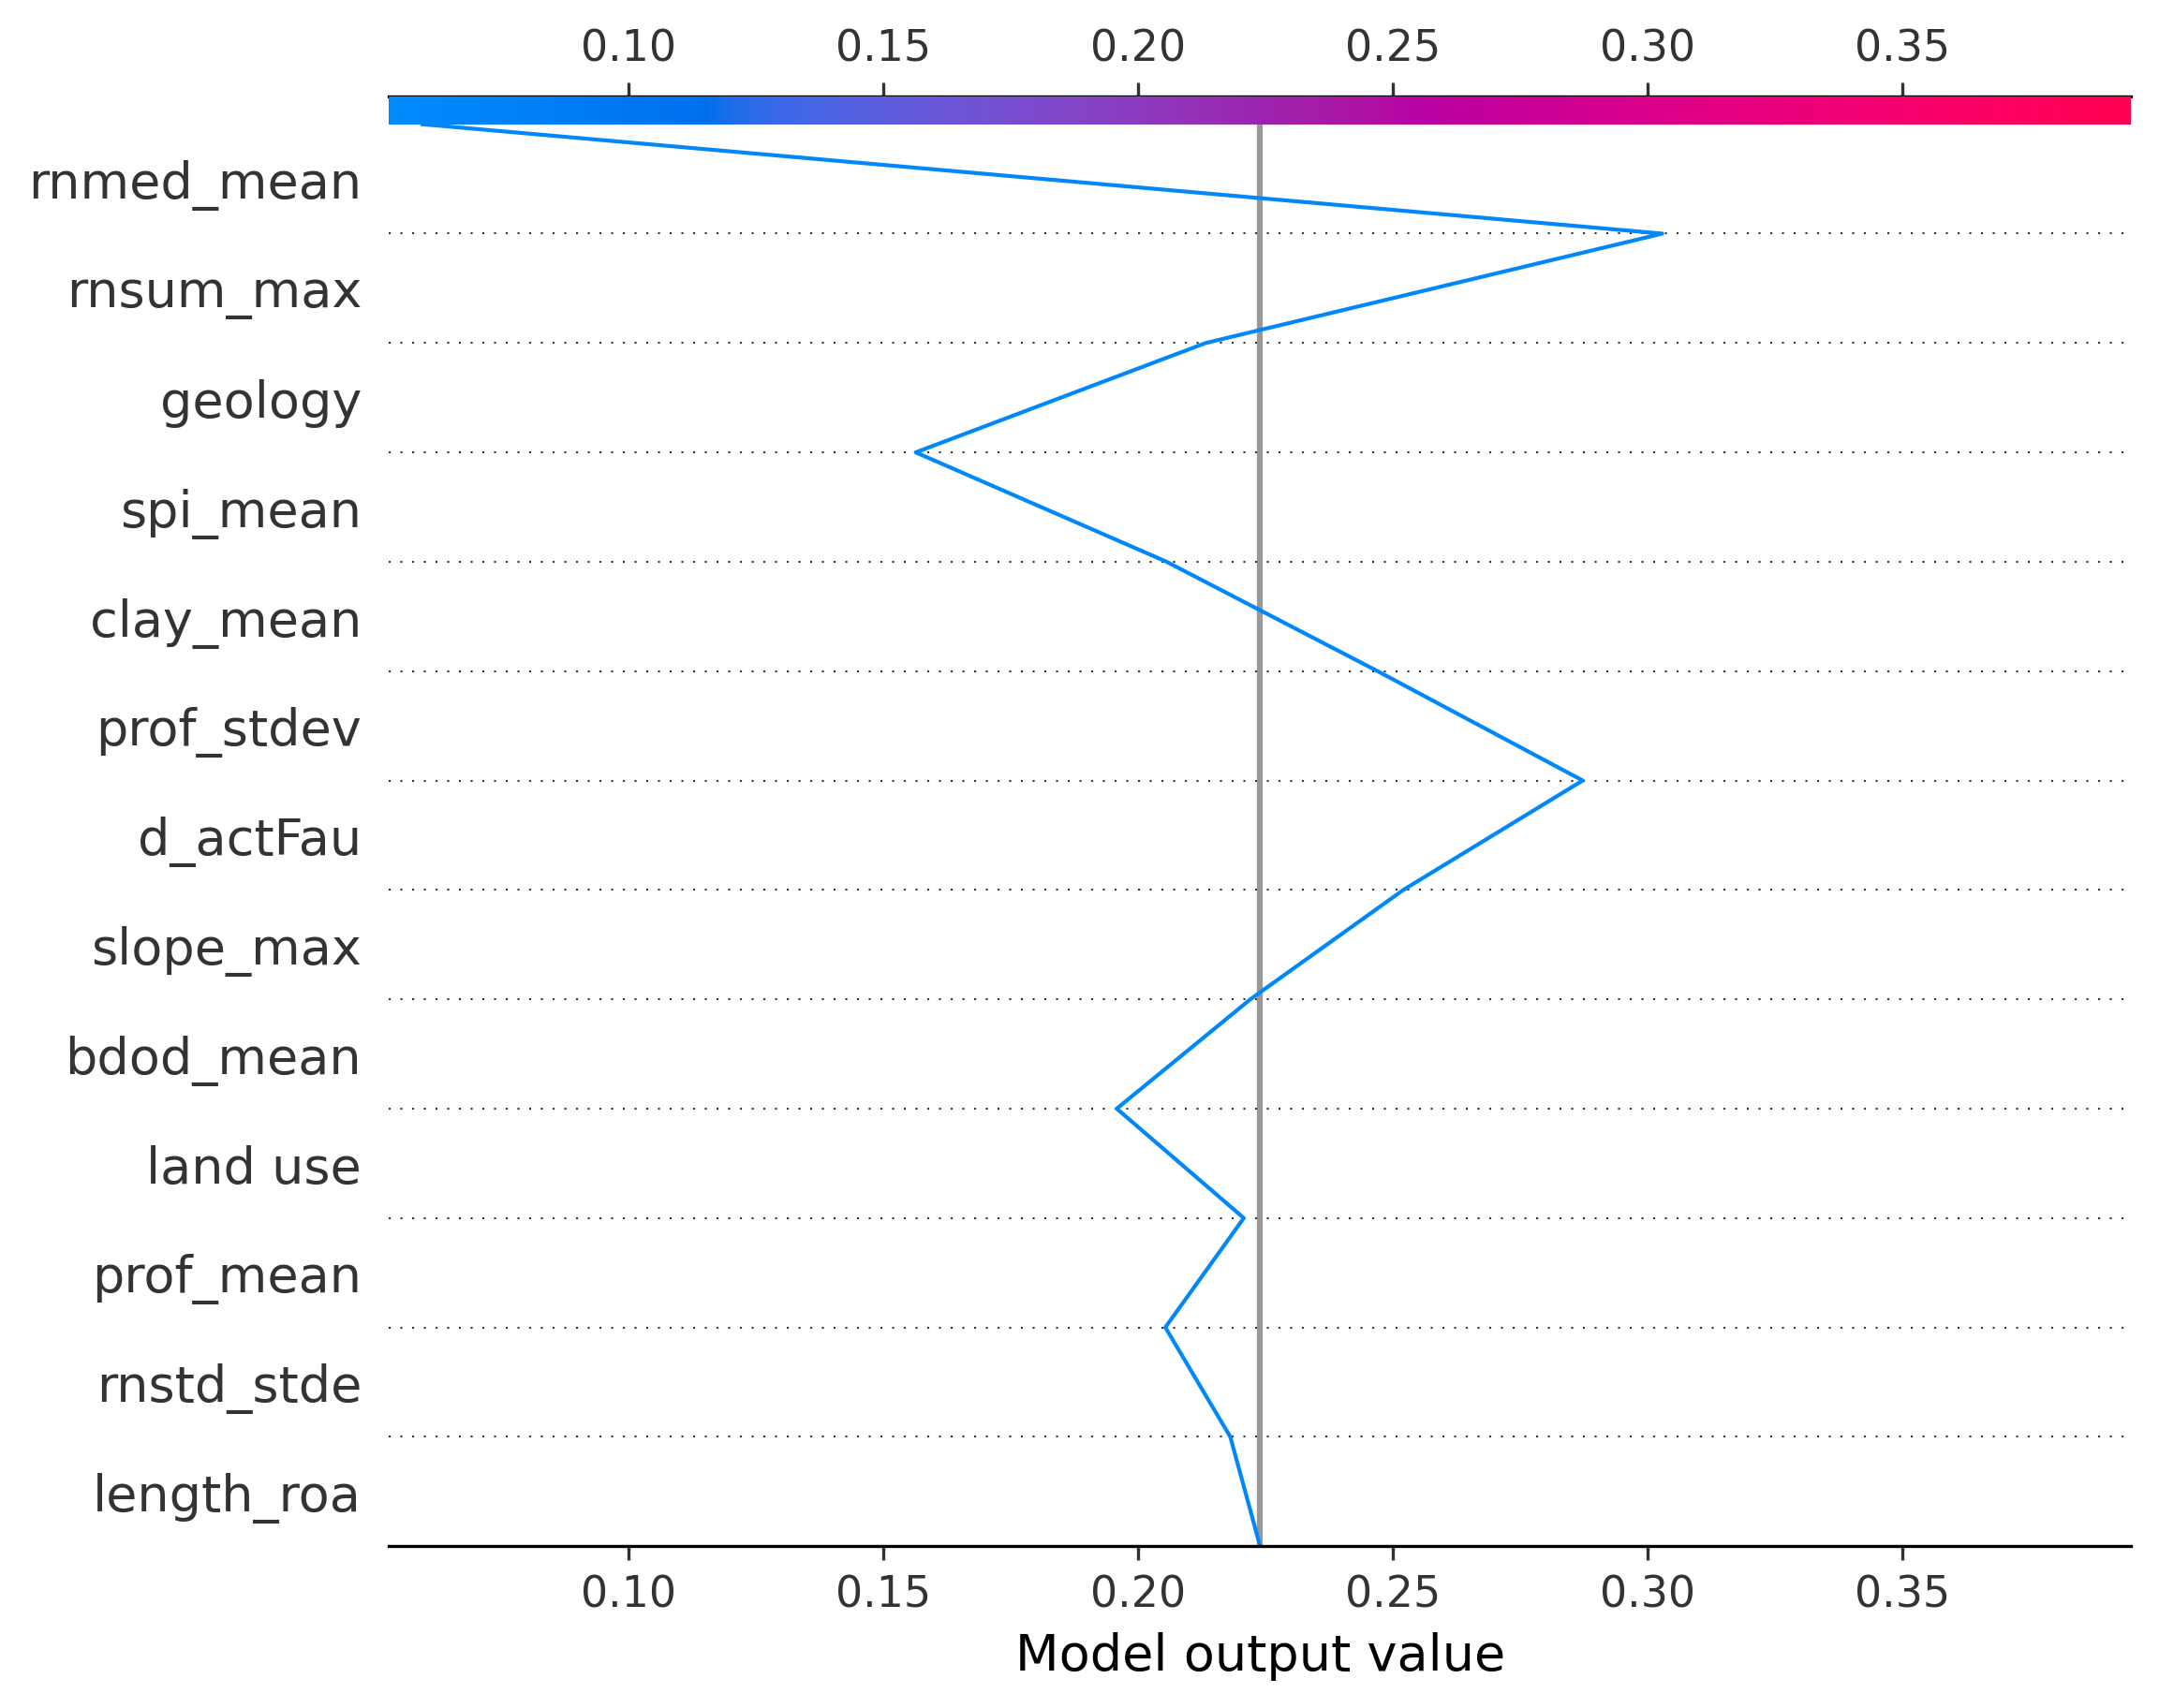 0.10 0.15 0.20 0.25 0.30 0.35
rnmed_mean
rnsum_max
geology
spi_mean
clay_mean
prof_stdev
d_actFau
slope_max
bdod_mean
land use
prof_mean
rnstd_stde
length_roa
0.10 0.15 0.20 0.25 0.30 0.35
Model output value